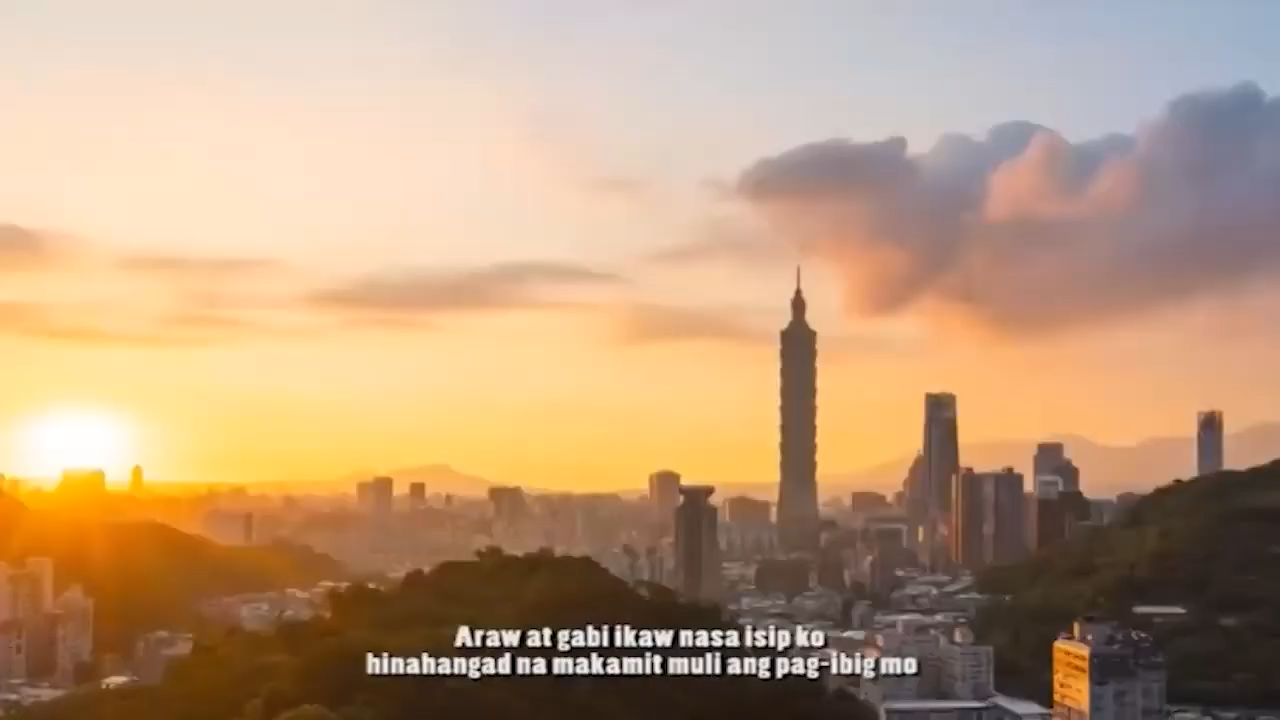 Araw at gabi ikaw nasa isip ko
hinahangad na makamit muli ang pag-ibig mo